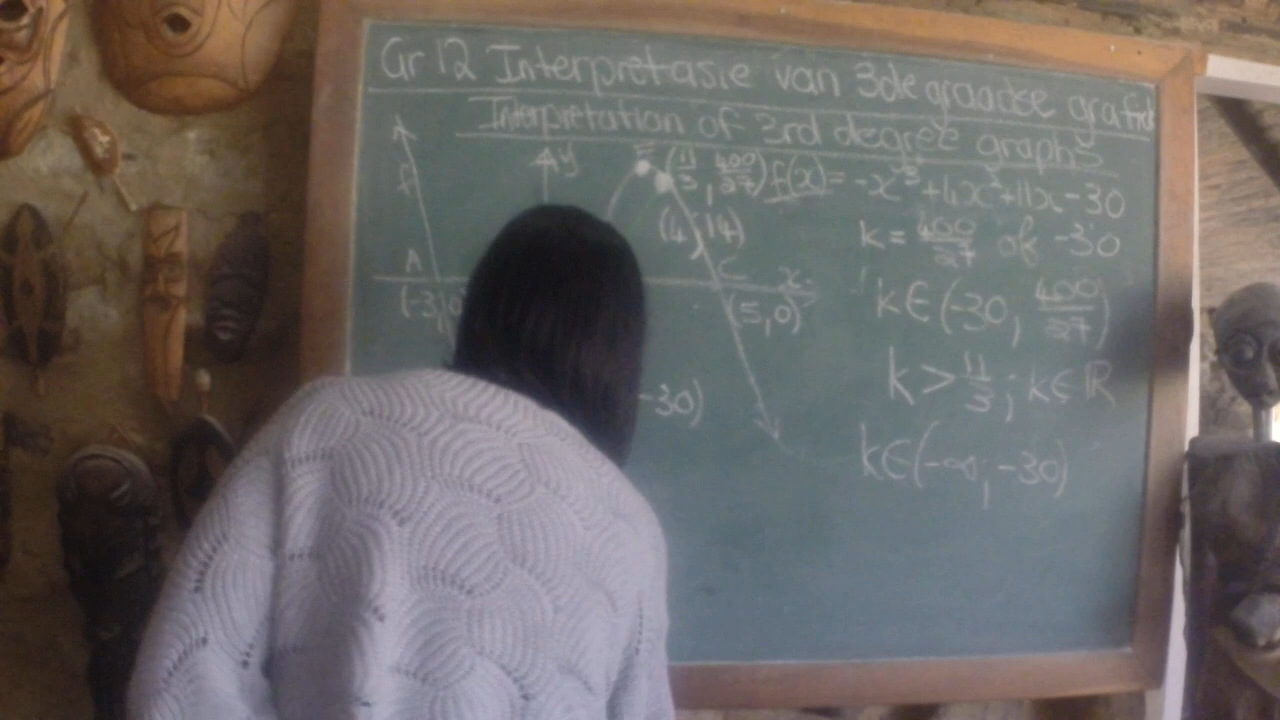 Gr 12 Interpretasie van 3de graadse grafiek
Interpretation of 3rd degree graphs
f
y
E (11/3 ; 400/27)
f(x) = -x³ + 4x² + 11x - 30
(4;14)
k = 400/27 of -30
A
C
x
(-3;0
(5;0)
k ∈ (-30; 400/27)
k > 11/3 ; k ∈ ℝ
-30)
k ∈ (-∞; -30)